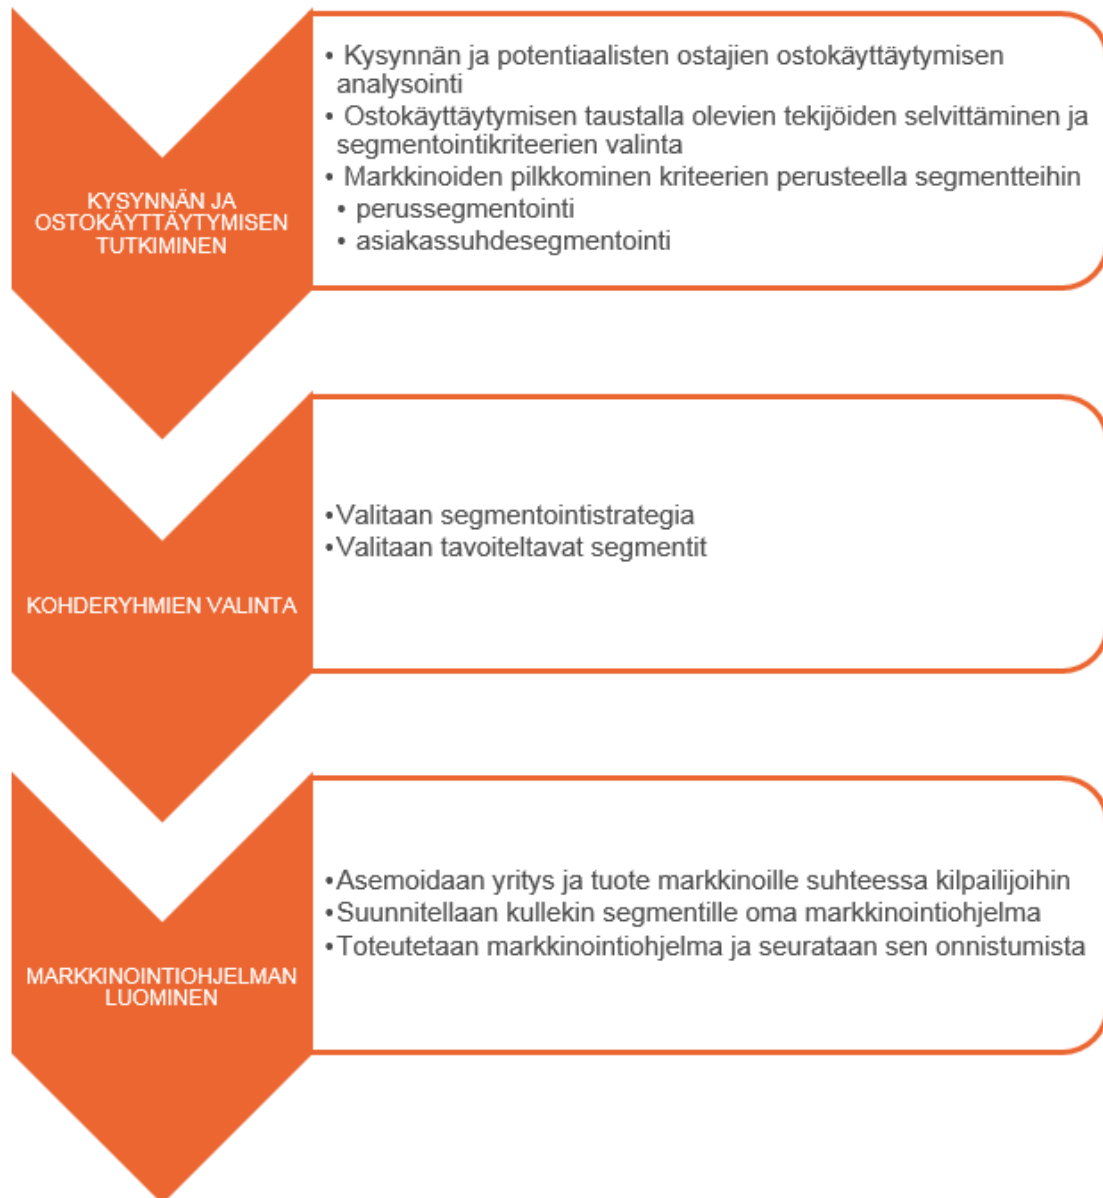 KYSYNNÄN JA
OSTOKÄYTTÄYTYMISEN
TUTKIMINEN
• Kysynnän ja potentiaalisten ostajien ostokäyttäytymisen
analysointi
• Ostokäyttäytymisen taustalla olevien tekijöiden selvittäminen ja
segmentointikriteerien valinta
• Markkinoiden pilkkominen kriteerien perusteella segmentteihin
• perussegmentointi
• asiakassuhdesegmentointi
KOHDERYHMIEN VALINTA
•Valitaan segmentointistrategia
•Valitaan tavoiteltavat segmentit
MARKKINOINTIOHJELMAN
LUOMINEN
•Asemoidaan yritys ja tuote markkinoille suhteessa kilpailijoihin
•Suunnitellaan kullekin segmentille oma markkinointiohjelma
•Toteutetaan markkinointiohjelma ja seurataan sen onnistumista